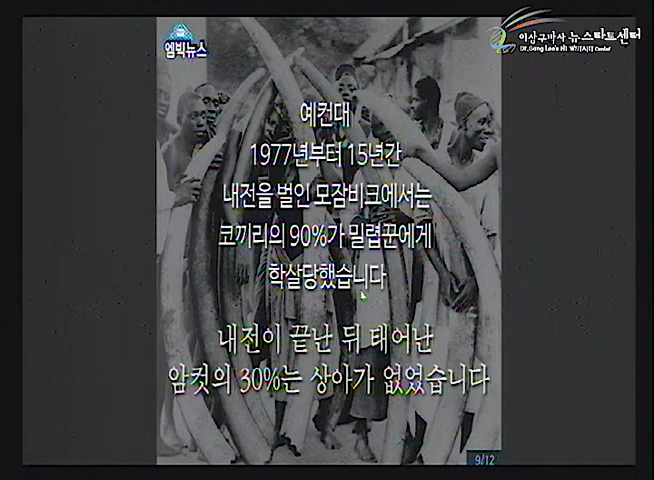 엠빅뉴스
이상구박사 뉴스타트센터
Dr.Sang Lee's NEWSTART Center
예컨대
1977년부터 15년간
내전을 벌인 모잠비크에서는
코끼리의 90%가 밀렵꾼에게
학살당했습니다
내전이 끝난 뒤 태어난
암컷의 30%는 상아가 없었습니다
9/12